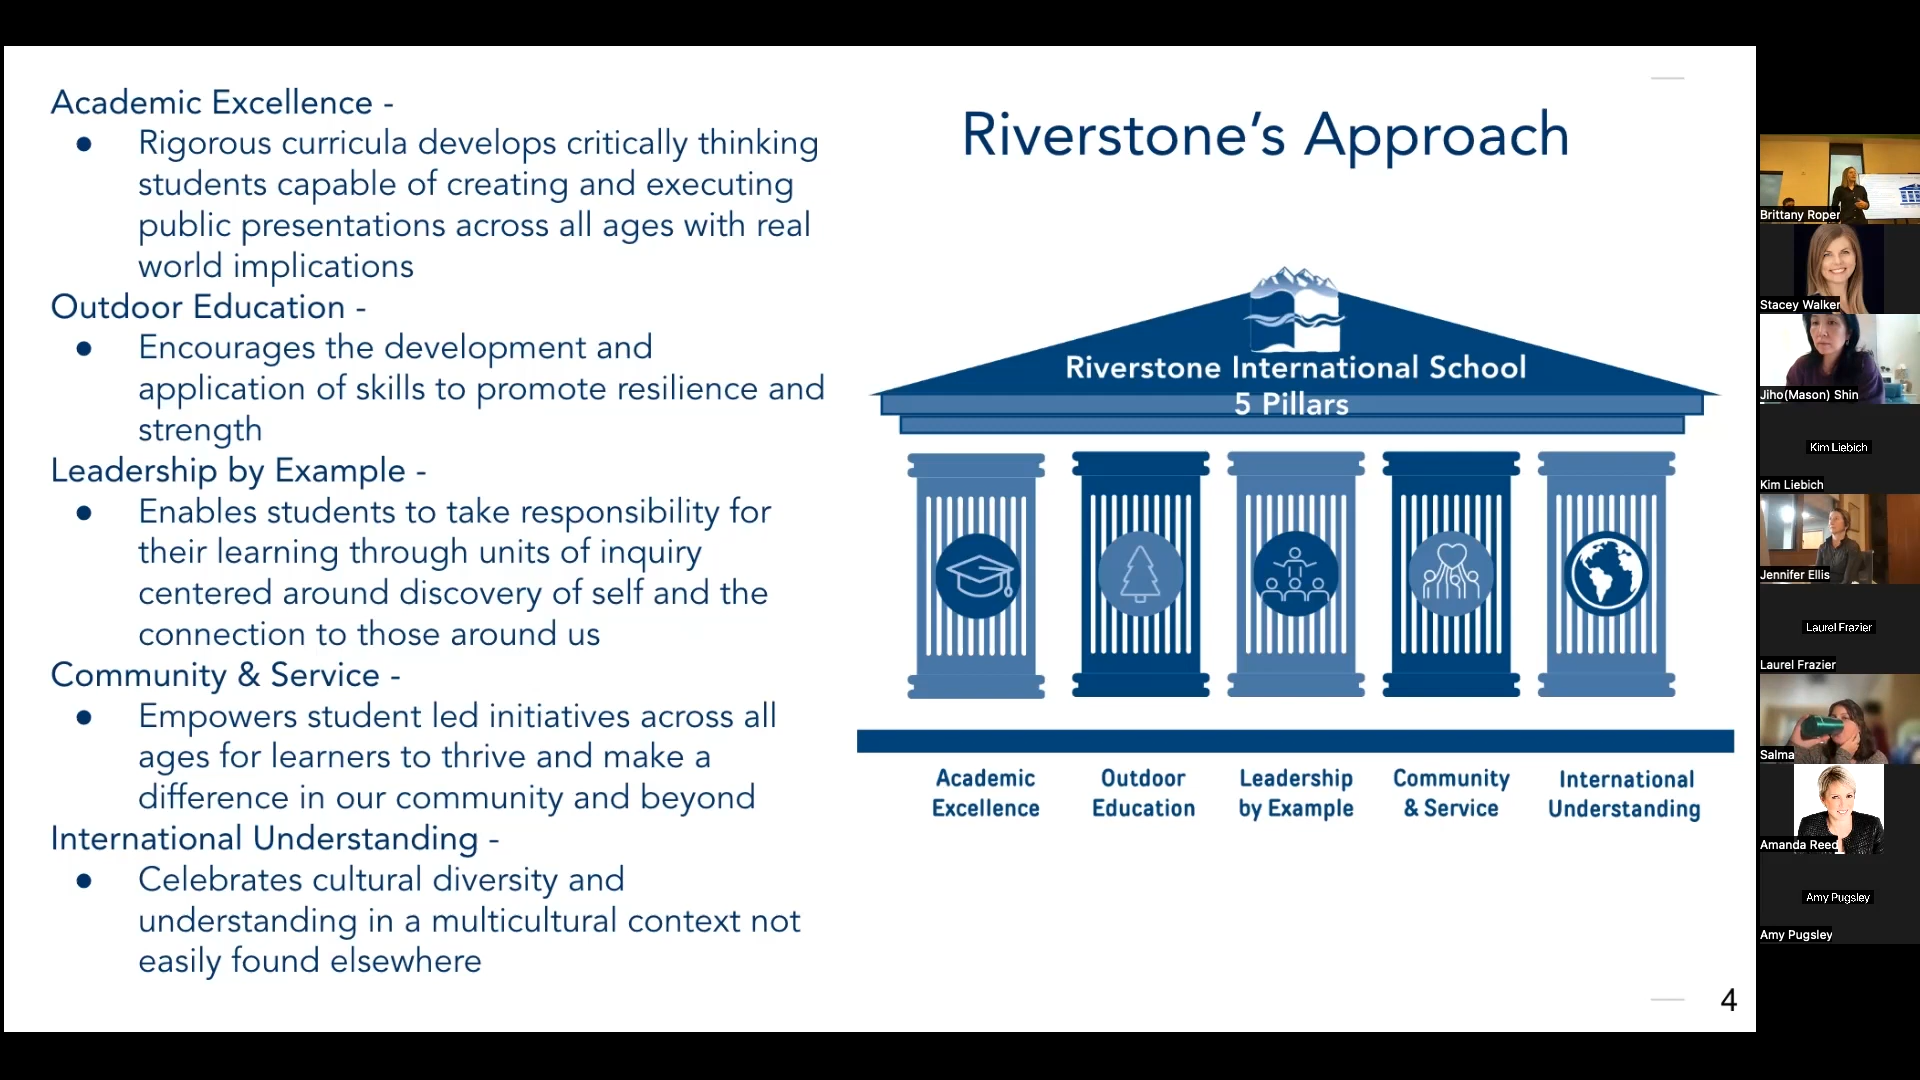 Academic Excellence -
● Rigorous curricula develops critically thinking
students capable of creating and executing
public presentations across all ages with real
world implications
Outdoor Education -
● Encourages the development and
application of skills to promote resilience and
strength
Leadership by Example -
● Enables students to take responsibility for
their learning through units of inquiry
centered around discovery of self and the
connection to those around us
Community & Service -
● Empowers student led initiatives across all
ages for learners to thrive and make a
difference in our community and beyond
International Understanding -
● Celebrates cultural diversity and
understanding in a multicultural context not
easily found elsewhere
Riverstone’s Approach
Riverstone International School
5 Pillars
Academic
Excellence
Outdoor
Education
Leadership
by Example
Community
& Service
International
Understanding
4
Brittany Roper
Stacey Walker
Jiho(Mason) Shin
Kim Liebich
Kim Liebich
Jennifer Ellis
Laurel Frazier
Laurel Frazier
Salma
Amanda Reed
Amy Pugsley
Amy Pugsley